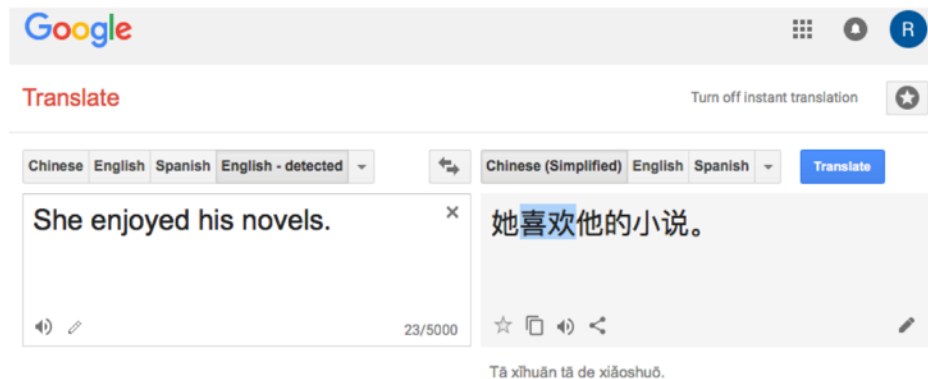 Google
R
Translate
Turn off instant translation
Chinese English Spanish English - detected
Chinese (Simplified) English Spanish Translate
She enjoyed his novels.
23/5000
她喜欢他的小说。
Tā xǐhuān tā de xiǎoshuō.